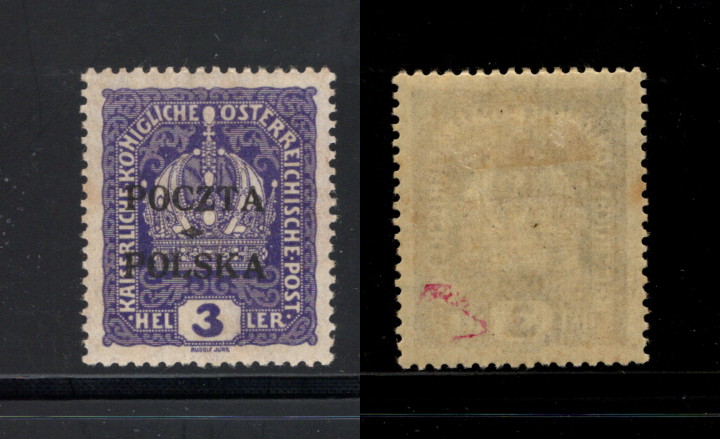 KAISERLICHE·KÖNIGLICHE ÖSTERREICHISCHE·POST·
POCZTA
POLSKA
·HEL LER·
3
RUDOLF JUNK